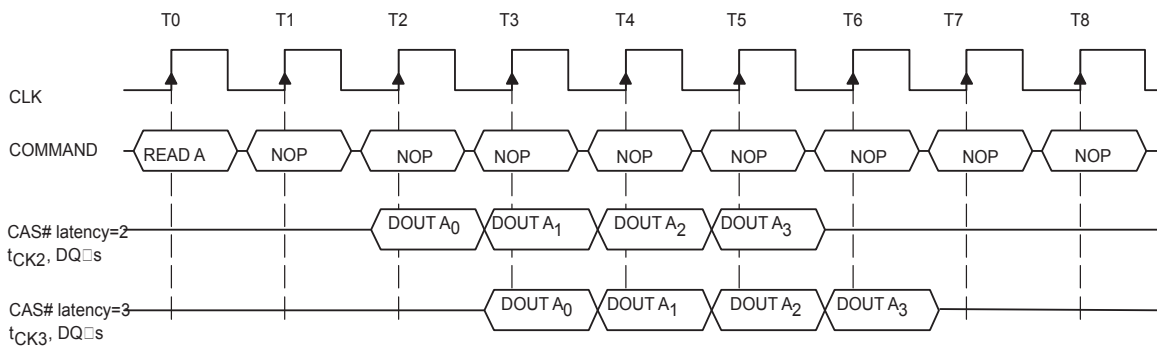 T0 T1 T2 T3 T4 T5 T6 T7 T8
CLK
COMMAND READ A NOP NOP NOP NOP NOP NOP NOP NOP
CAS# latency=2 DOUT A0 DOUT A1 DOUT A2 DOUT A3
tCK2, DQ□s
CAS# latency=3 DOUT A0 DOUT A1 DOUT A2 DOUT A3
tCK3, DQ□s